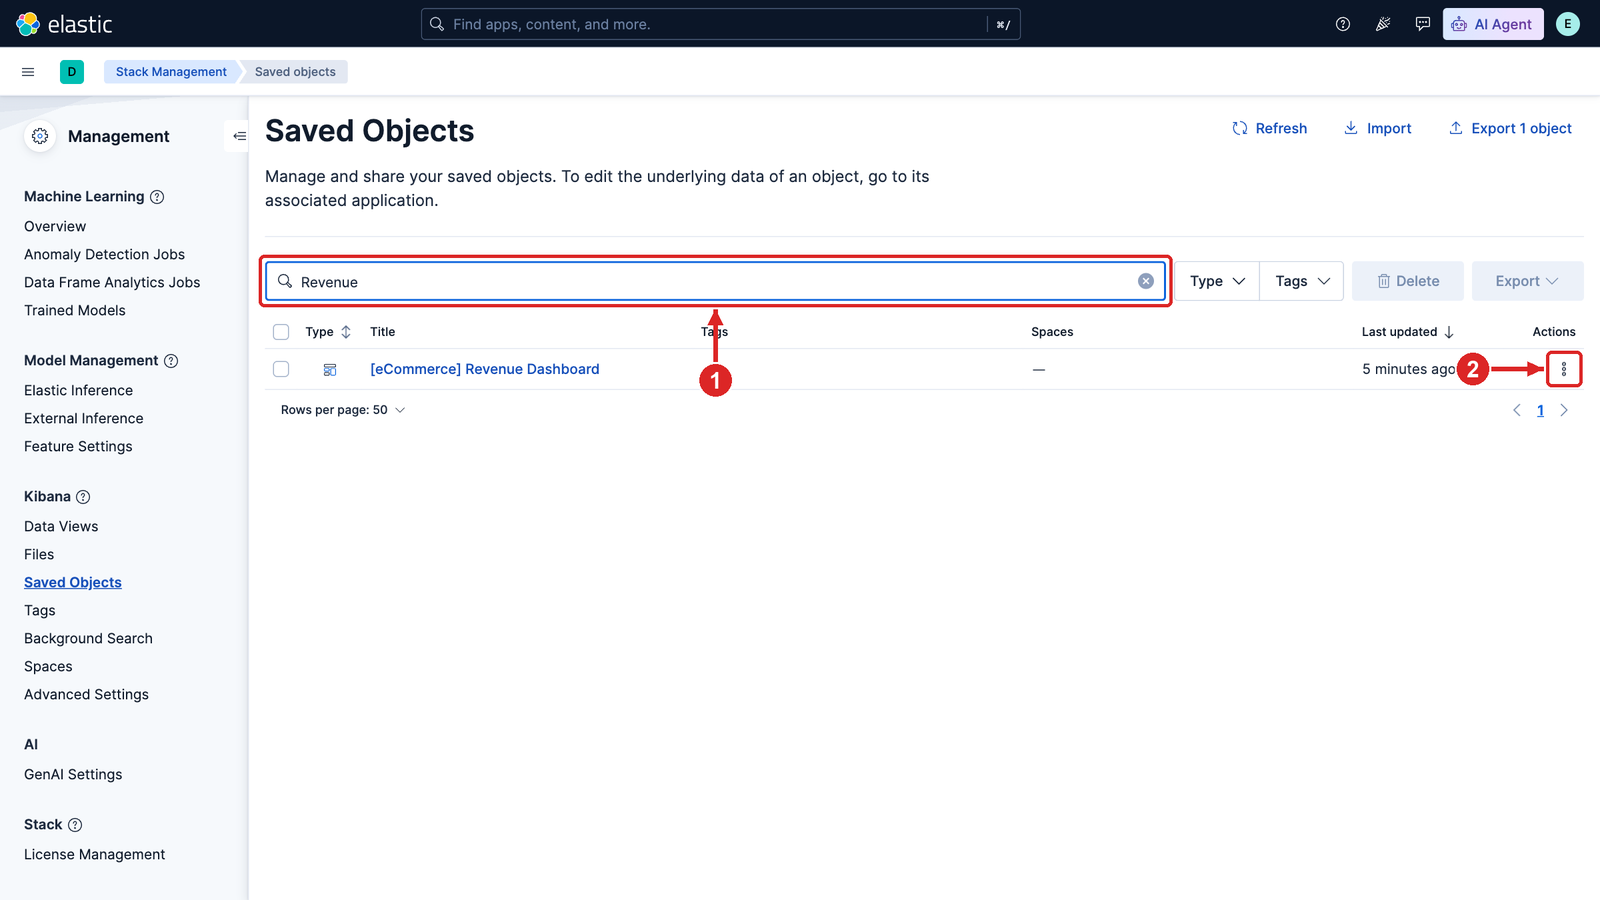 elastic
Find apps, content, and more.
⌘/
AI Agent
E
D
Stack Management
Saved objects
Management
Machine Learning
Overview
Anomaly Detection Jobs
Data Frame Analytics Jobs
Trained Models
Model Management
Elastic Inference
External Inference
Feature Settings
Kibana
Data Views
Files
Saved Objects
Tags
Background Search
Spaces
Advanced Settings
AI
GenAI Settings
Stack
License Management
Saved Objects
Refresh
Import
Export 1 object
Manage and share your saved objects. To edit the underlying data of an object, go to its
associated application.
Revenue
Type
Tags
Delete
Export
Type Title Tags Spaces Last updated Actions
[eCommerce] Revenue Dashboard — 5 minutes ago
1
2
Rows per page: 50
1